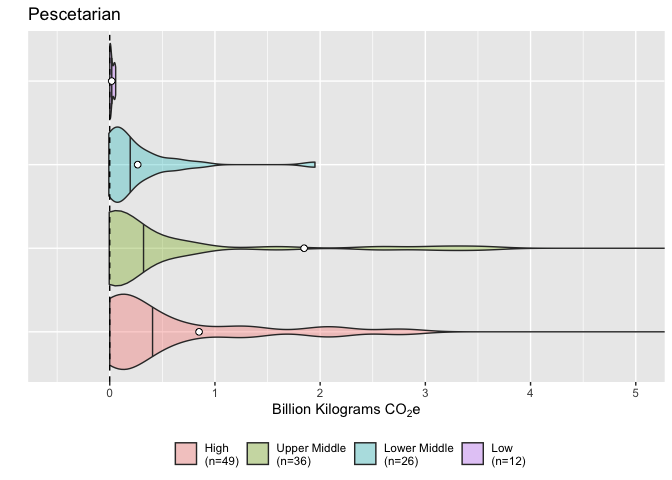 Pescetarian
0 1 2 3 4 5
Billion Kilograms CO₂e
High Upper Middle Lower Middle Low
(n=49) (n=36) (n=26) (n=12)